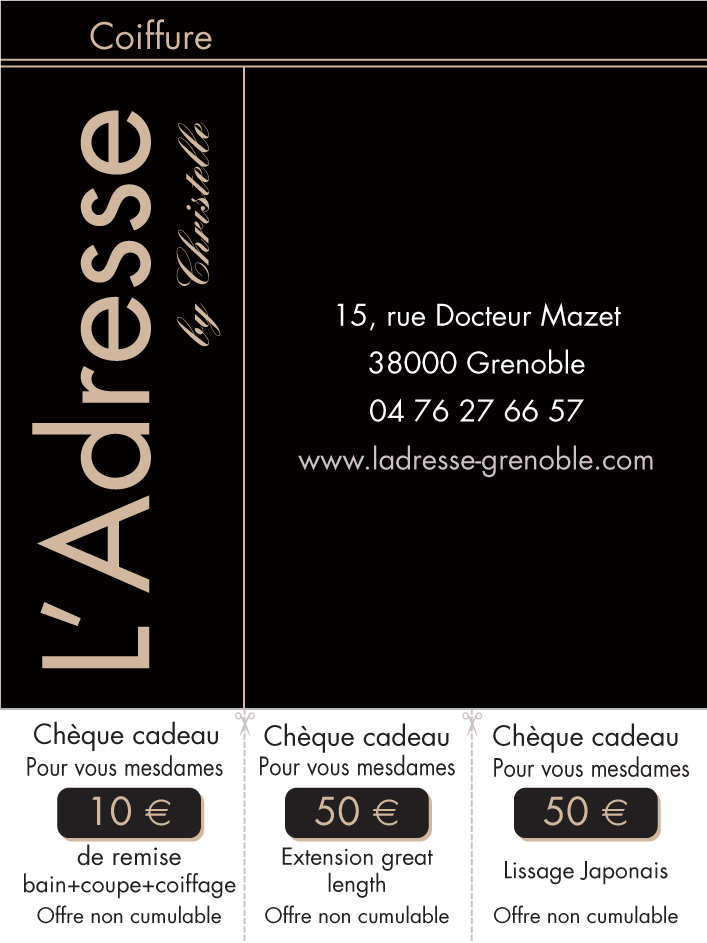 Coiffure
L'Adresse
by Christelle
15, rue Docteur Mazet
38000 Grenoble
04 76 27 66 57
www.ladresse-grenoble.com
Chèque cadeau
Pour vous mesdames
10 €
de remise
bain+coupe+coiffage
Offre non cumulable
Chèque cadeau
Pour vous mesdames
50 €
Extension great
length
Offre non cumulable
Chèque cadeau
Pour vous mesdames
50 €
Lissage Japonais
Offre non cumulable